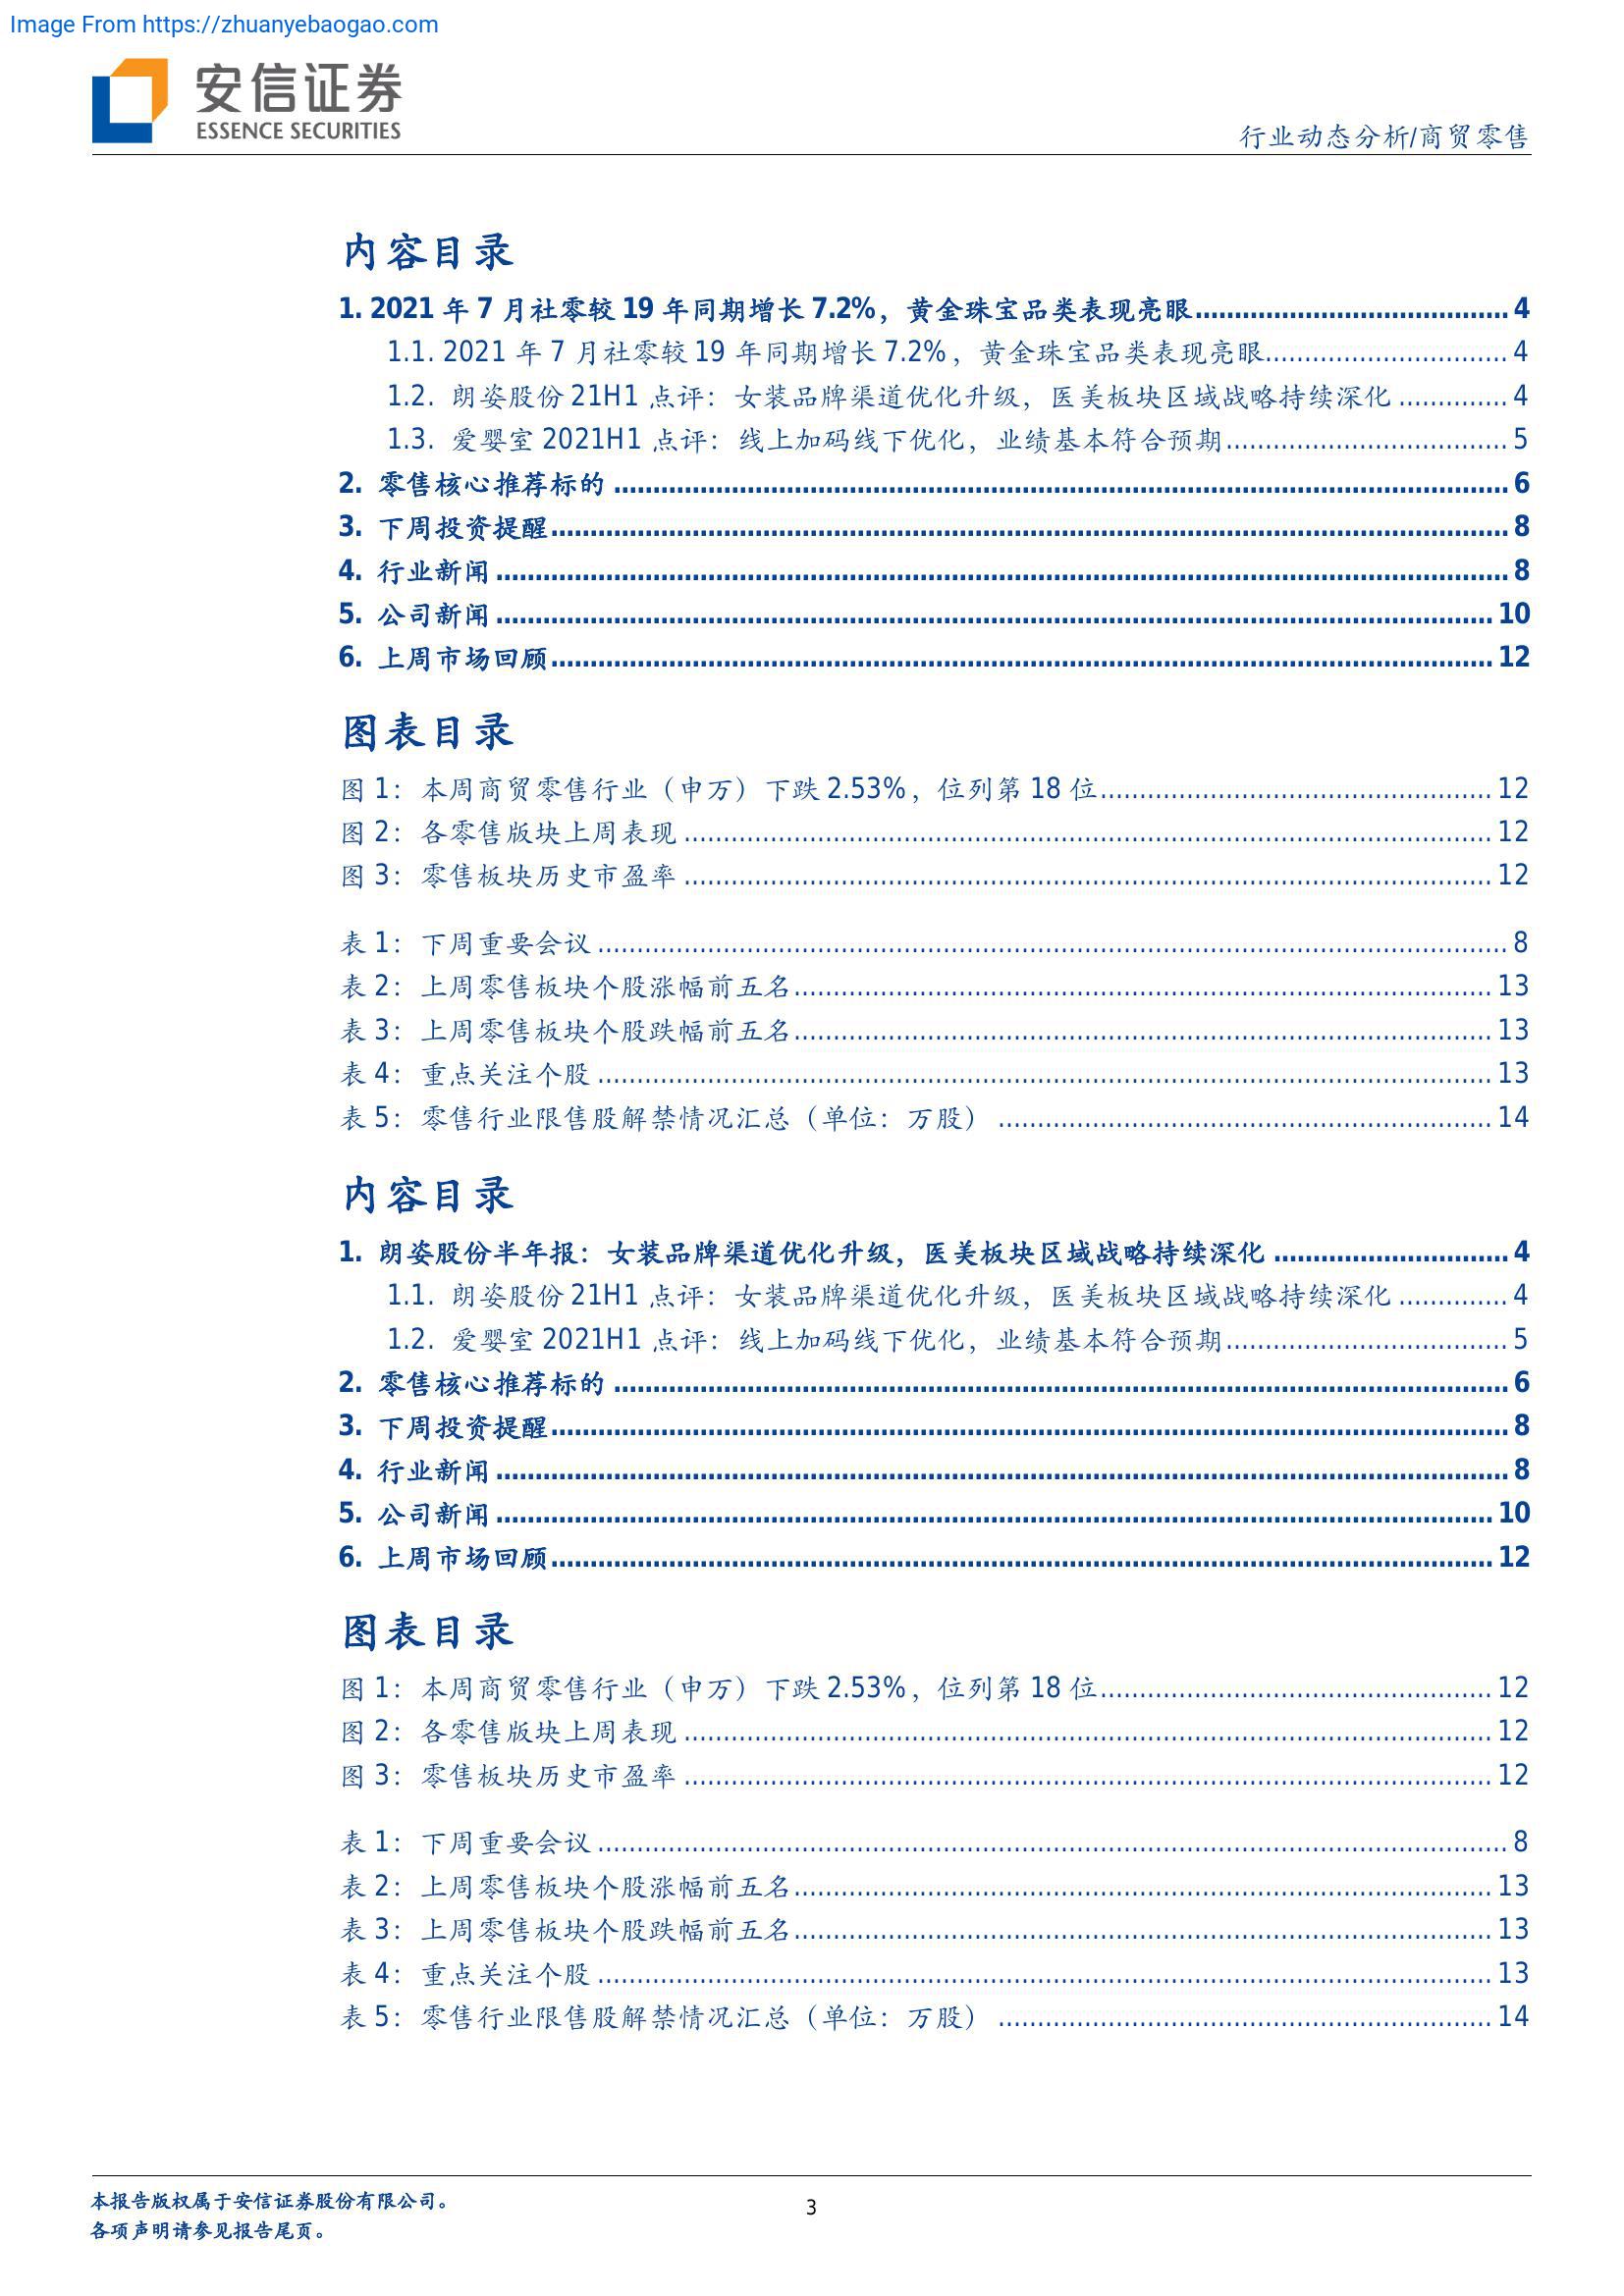 Image From https://zhuanyebaogao.com
安信证券
ESSENCE SECURITIES
行业动态分析/商贸零售
内容目录
1. 2021 年 7 月社零较 19 年同期增长 7.2%，黄金珠宝品类表现亮眼........................................ 4
1.1. 2021 年 7 月社零较 19 年同期增长 7.2%，黄金珠宝品类表现亮眼............................... 4
1.2. 朗姿股份 21H1 点评：女装品牌渠道优化升级，医美板块区域战略持续深化 .............. 4
1.3. 爱婴室 2021H1 点评：线上加码线下优化，业绩基本符合预期.................................... 5
2. 零售核心推荐标的 .................................................................................................................. 6
3. 下周投资提醒.......................................................................................................................... 8
4. 行业新闻 ................................................................................................................................. 8
5. 公司新闻 ............................................................................................................................... 10
6. 上周市场回顾........................................................................................................................ 12
图表目录
图 1：本周商贸零售行业（申万）下跌 2.53%，位列第 18 位.................................................. 12
图 2：各零售版块上周表现 ....................................................................................................... 12
图 3：零售板块历史市盈率 ....................................................................................................... 12
表 1：下周重要会议 .................................................................................................................... 8
表 2：上周零售板块个股涨幅前五名......................................................................................... 13
表 3：上周零售板块个股跌幅前五名......................................................................................... 13
表 4：重点关注个股 .................................................................................................................. 13
表 5：零售行业限售股解禁情况汇总（单位：万股） ............................................................... 14
内容目录
1. 朗姿股份半年报：女装品牌渠道优化升级，医美板块区域战略持续深化 .............................. 4
1.1. 朗姿股份 21H1 点评：女装品牌渠道优化升级，医美板块区域战略持续深化 .............. 4
1.2. 爱婴室 2021H1 点评：线上加码线下优化，业绩基本符合预期.................................... 5
2. 零售核心推荐标的 .................................................................................................................. 6
3. 下周投资提醒.......................................................................................................................... 8
4. 行业新闻 ................................................................................................................................. 8
5. 公司新闻 ............................................................................................................................... 10
6. 上周市场回顾........................................................................................................................ 12
图表目录
图 1：本周商贸零售行业（申万）下跌 2.53%，位列第 18 位.................................................. 12
图 2：各零售版块上周表现 ....................................................................................................... 12
图 3：零售板块历史市盈率 ....................................................................................................... 12
表 1：下周重要会议 .................................................................................................................... 8
表 2：上周零售板块个股涨幅前五名......................................................................................... 13
表 3：上周零售板块个股跌幅前五名......................................................................................... 13
表 4：重点关注个股 .................................................................................................................. 13
表 5：零售行业限售股解禁情况汇总（单位：万股） ............................................................... 14
本报告版权属于安信证券股份有限公司。
各项声明请参见报告尾页。
3